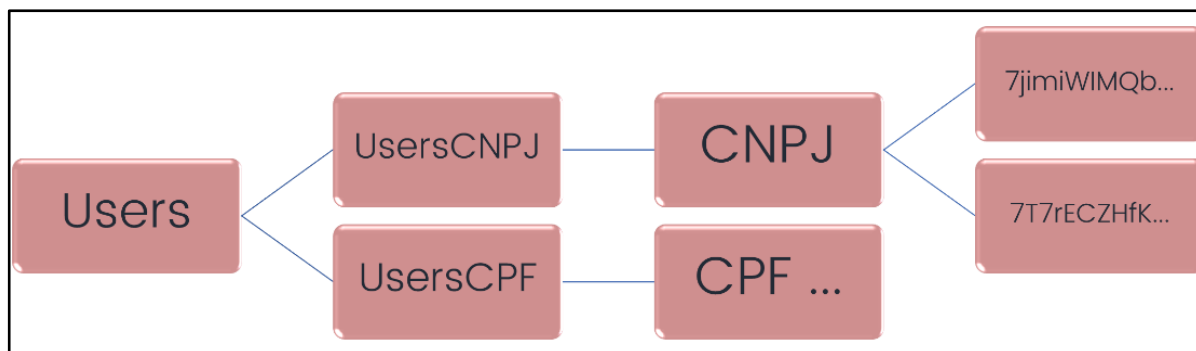 Users
UsersCNPJ
UsersCPF
CNPJ
CPF ...
7jimiWIMQb...
7T7rECZHfK...